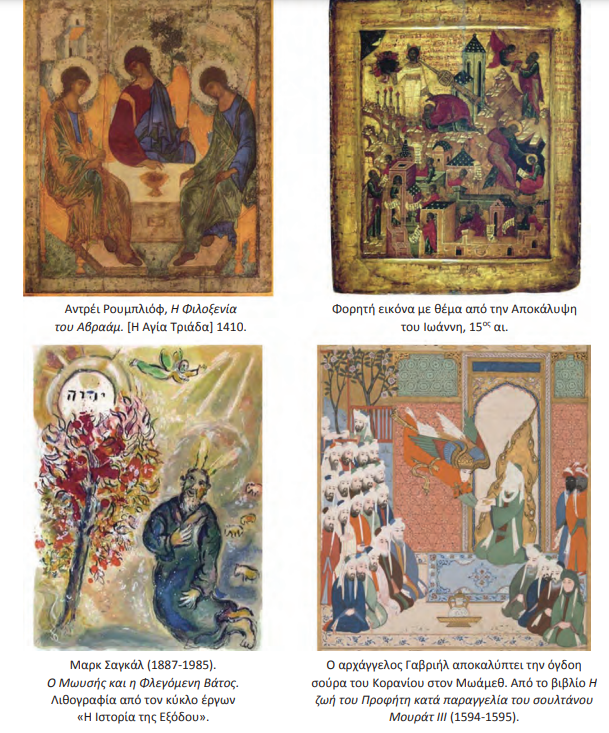 Αντρέι Ρουμπλιόφ, Η Φιλοξενία
του Αβραάμ. [Η Αγία Τριάδα] 1410.
Φορητή εικόνα με θέμα από την Αποκάλυψη
του Ιωάννη, 15ος αι.
יהוה
Μαρκ Σαγκάλ (1887-1985).
Ο Μωυσής και η Φλεγόμενη Βάτος.
Λιθογραφία από τον κύκλο έργων
«Η Ιστορία της Εξόδου».
Ο αρχάγγελος Γαβριήλ αποκαλύπτει την όγδοη
σούρα του Κορανίου στον Μωάμεθ. Από το βιβλίο Η
ζωή του Προφήτη κατά παραγγελία του σουλτάνου
Μουράτ ΙΙΙ (1594-1595).